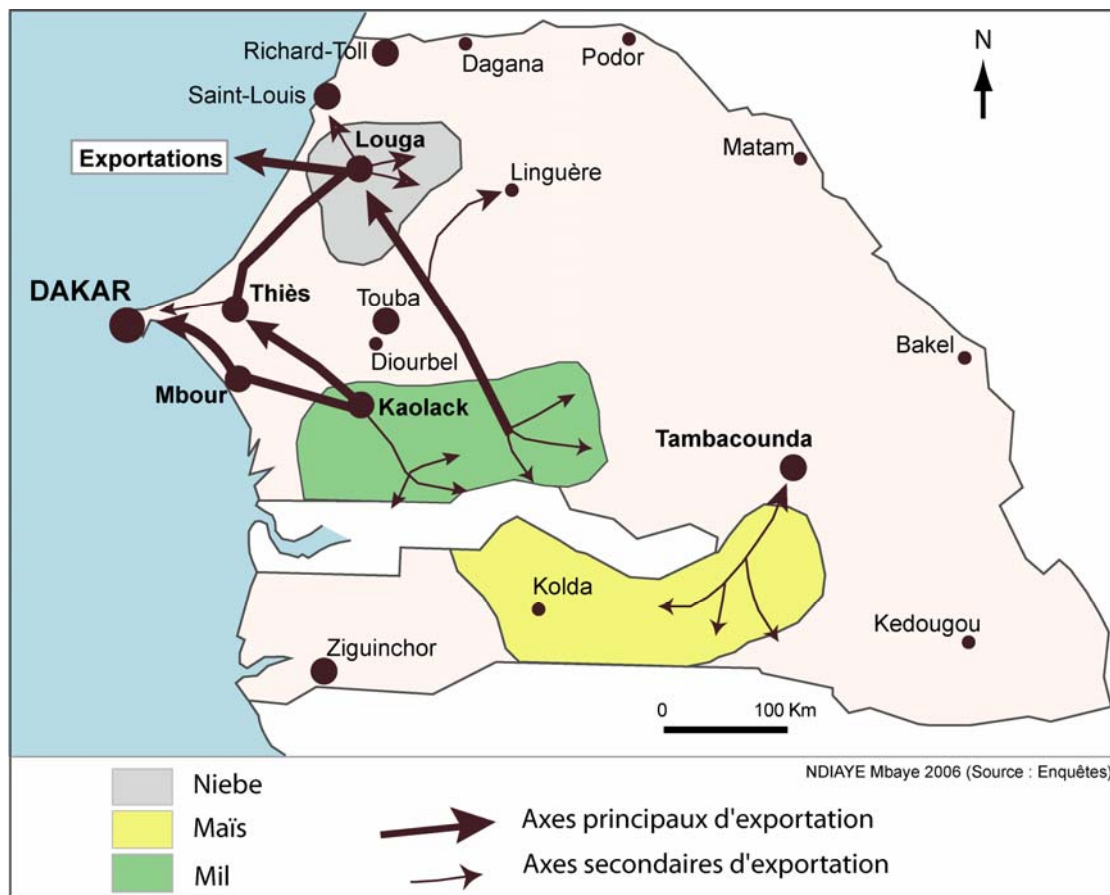 Richard-Toll
Dagana
Podor
N
Saint-Louis
Louga
Exportations
Linguère
Matam
DAKAR
Thiès
Touba
Diourbel
Bakel
Mbour
Kaolack
Tambacounda
Kolda
Kedougou
Ziguinchor
0 100 Km
NDIAYE Mbaye 2006 (Source : Enquêtes)
Niebe
Maïs
Mil
Axes principaux d'exportation
Axes secondaires d'exportation